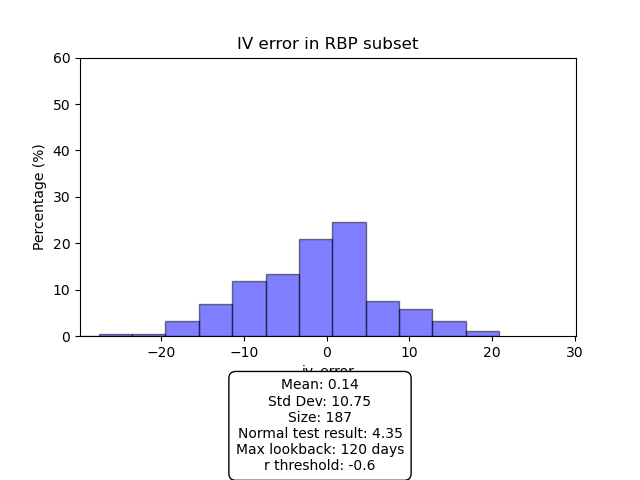 IV error in RBP subset
60
50
40
30
20
10
0
Percentage (%)
−20
−10
0
10
20
30
iv_error
Mean: 0.14
Std Dev: 10.75
Size: 187
Normal test result: 4.35
Max lookback: 120 days
r threshold: -0.6